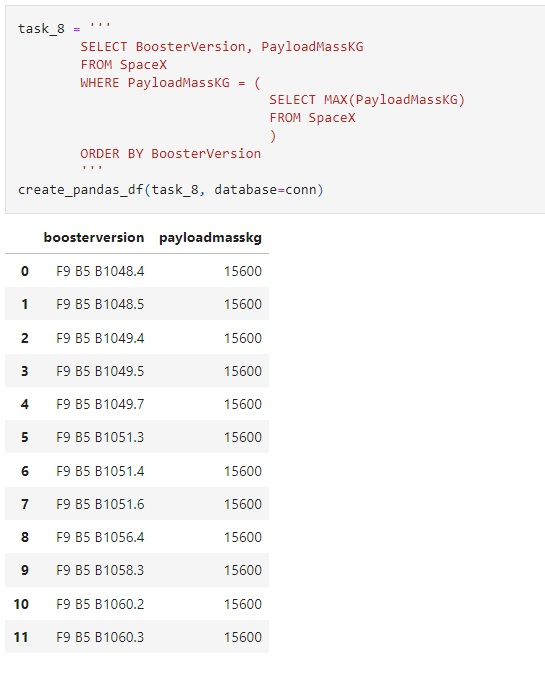 task_8 = '''
SELECT BoosterVersion, PayloadMassKG
FROM SpaceX
WHERE PayloadMassKG = (
SELECT MAX(PayloadMassKG)
FROM SpaceX
)
ORDER BY BoosterVersion
'''
create_pandas_df(task_8, database=conn)
boosterversion payloadmasskg
0 F9 B5 B1048.4 15600
1 F9 B5 B1048.5 15600
2 F9 B5 B1049.4 15600
3 F9 B5 B1049.5 15600
4 F9 B5 B1049.7 15600
5 F9 B5 B1051.3 15600
6 F9 B5 B1051.4 15600
7 F9 B5 B1051.6 15600
8 F9 B5 B1056.4 15600
9 F9 B5 B1058.3 15600
10 F9 B5 B1060.2 15600
11 F9 B5 B1060.3 15600